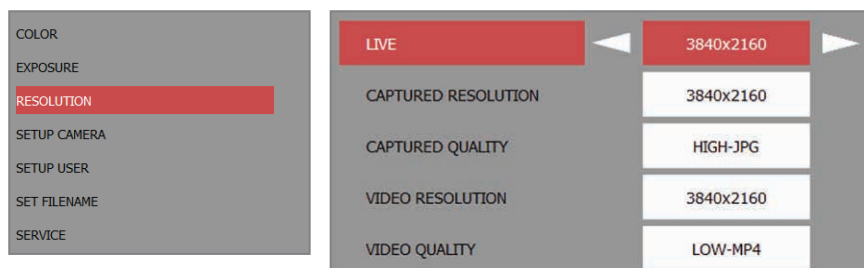 COLOR
EXPOSURE
RESOLUTION
SETUP CAMERA
SETUP USER
SET FILENAME
SERVICE
LIVE 3840x2160
CAPTURED RESOLUTION 3840x2160
CAPTURED QUALITY HIGH-JPG
VIDEO RESOLUTION 3840x2160
VIDEO QUALITY LOW-MP4